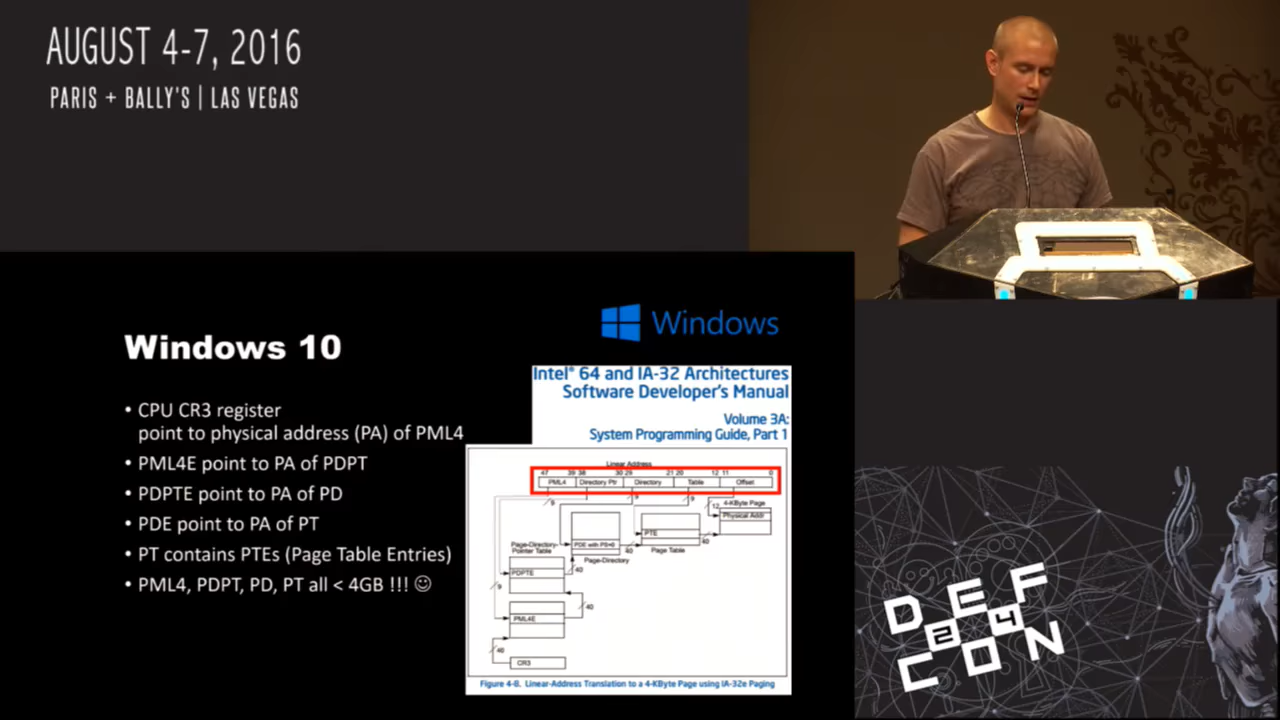 AUGUST 4-7, 2016
PARIS + BALLY'S | LAS VEGAS
Windows
Windows 10
• CPU CR3 register
point to physical address (PA) of PML4
• PML4E point to PA of PDPT
• PDPTE point to PA of PD
• PDE point to PA of PT
• PT contains PTEs (Page Table Entries)
• PML4, PDPT, PD, PT all < 4GB !!! ☺
Intel® 64 and IA-32 Architectures
Software Developer's Manual
Volume 3A:
System Programming Guide, Part 1
Linear Address
47 39 38 30 29 21 20 12 11 0
PML4 Directory Ptr Directory Table Offset
9 9 9 12
4-KByte Page
Physical Addr
PTE
40
Page Table
PDE with PS=0
40
Page-Directory
Page-Directory-
Pointer Table
PDPTE
40
9
40
PML4E
40
CR3
Figure 4-8. Linear-Address Translation to a 4-KByte Page using IA-32e Paging
DEF
24
CON